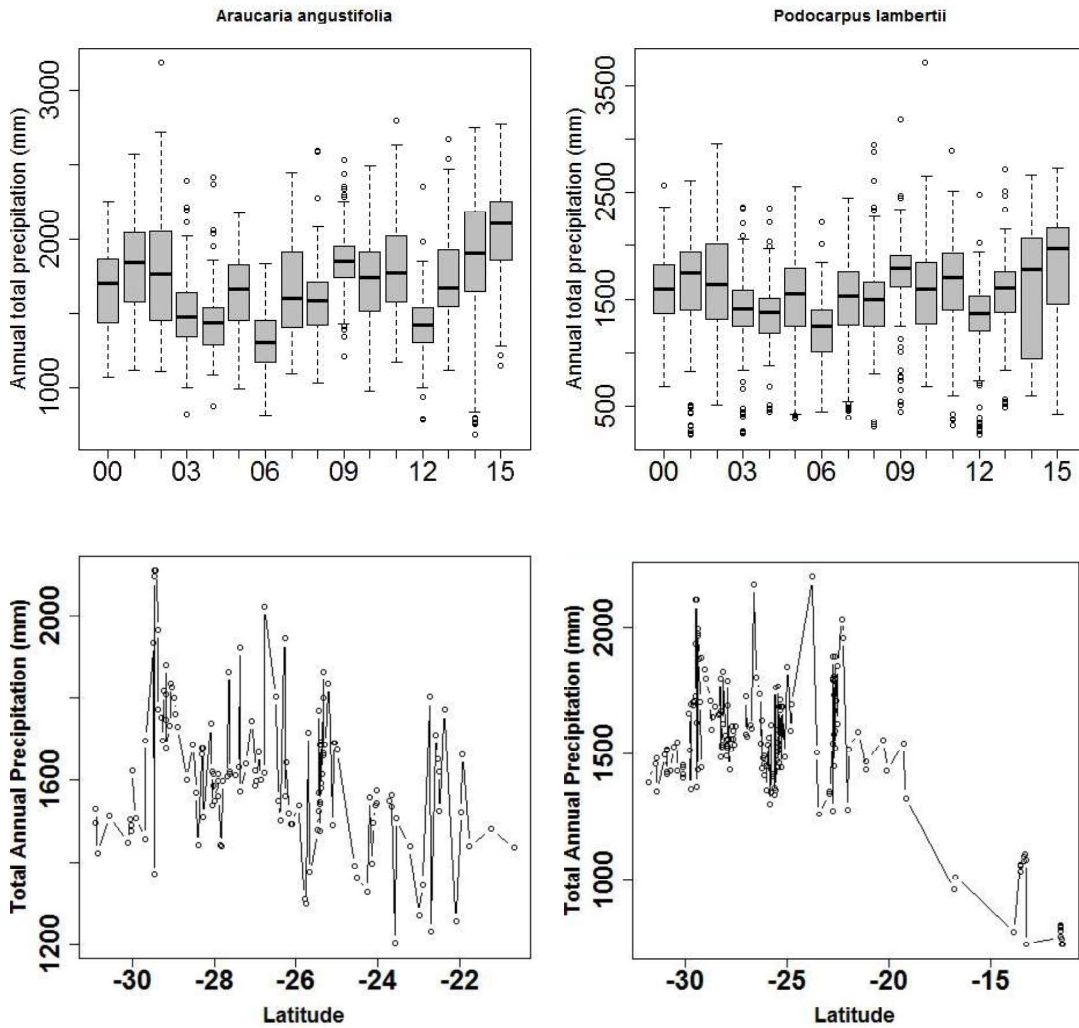 Araucaria angustifolia
Podocarpus lambertii
Annual total precipitation (mm)
3000
2000
1000
00 03 06 09 12 15
Annual total precipitation (mm)
3500
2500
1500
500
00 03 06 09 12 15
Total Annual Precipitation (mm)
2000
1600
1200
-30 -28 -26 -24 -22
Latitude
Total Annual Precipitation (mm)
2000
1500
1000
-30 -25 -20 -15
Latitude